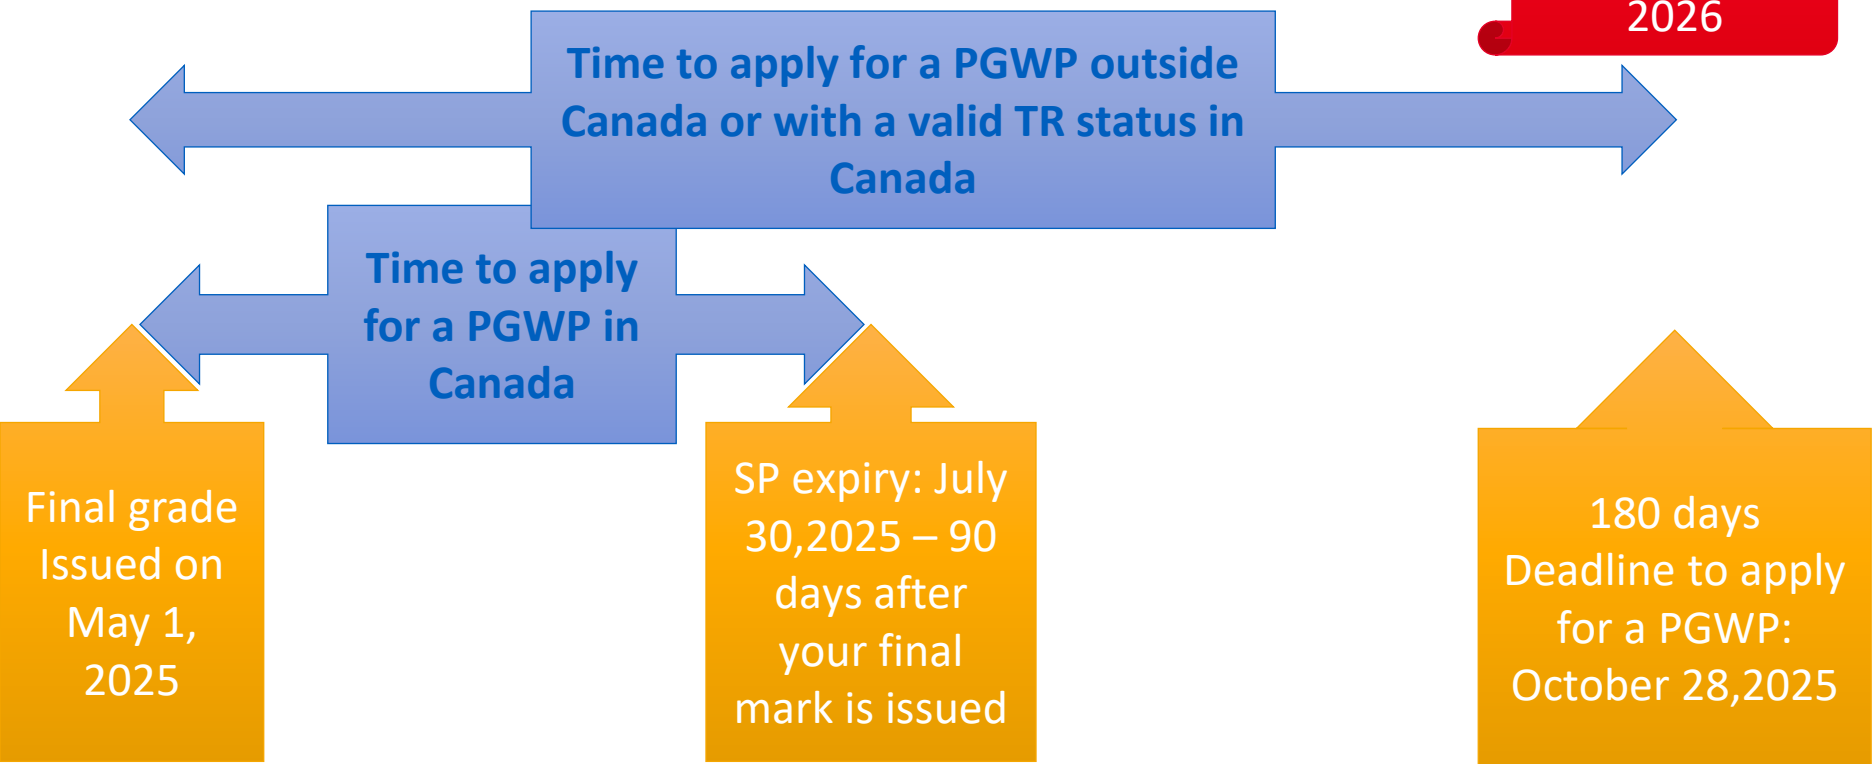 2026
Time to apply for a PGWP outside
Canada or with a valid TR status in
Canada
Time to apply
for a PGWP in
Canada
Final grade
Issued on
May 1,
2025
SP expiry: July
30,2025 – 90
days after
your final
mark is issued
180 days
Deadline to apply
for a PGWP:
October 28,2025